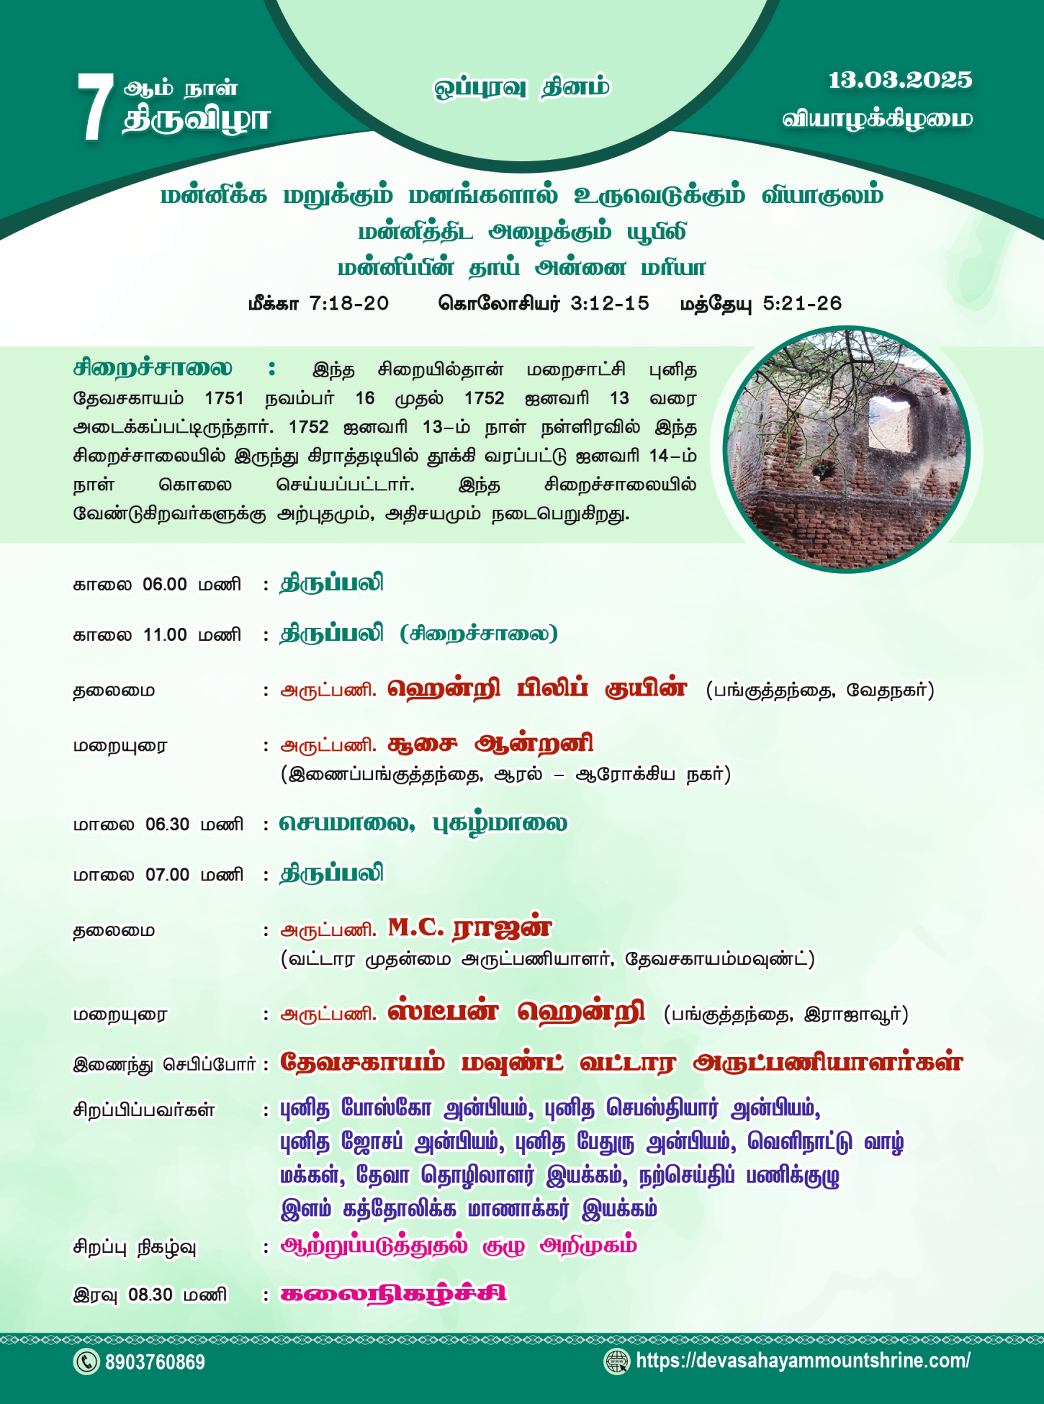 7 ஆம் நாள்
திருவிழா
ஒப்புரவு தினம்
13.03.2025
வியாழக்கிழமை
மன்னிக்க மறுக்கும் மனங்களால் உருவெடுக்கும் வியாகுலம்
மன்னித்திட அழைக்கும் யூபிலி
மன்னிப்பின் தாய் அன்னை மரியா
மீக்கா 7:18-20 கொலோசியர் 3:12-15 மத்தேயு 5:21-26
சிறைச்சாலை : இந்த சிறையில்தான் மறைசாட்சி புனித
தேவசகாயம் 1751 நவம்பர் 16 முதல் 1752 ஜனவரி 13 வரை
அடைக்கப்பட்டிருந்தார். 1752 ஜனவரி 13-ம் நாள் நள்ளிரவில் இந்த
சிறைச்சாலையில் இருந்து கிராத்தடியில் தூக்கி வரப்பட்டு ஜனவரி 14-ம்
நாள் கொலை செய்யப்பட்டார். இந்த சிறைச்சாலையில்
வேண்டுகிறவர்களுக்கு அற்புதமும், அதிசயமும் நடைபெறுகிறது.
காலை 06.00 மணி : திருப்பலி
காலை 11.00 மணி : திருப்பலி (சிறைச்சாலை)
தலைமை : அருட்பணி. ஹென்றி பிலிப் குயின் (பங்குத்தந்தை, வேதநகர்)
மறையுரை : அருட்பணி. சூசை ஆன்றனி
(இணைப்பங்குத்தந்தை, ஆரல் – ஆரோக்கிய நகர்)
மாலை 06.30 மணி : செபமாலை, புகழ்மாலை
மாலை 07.00 மணி : திருப்பலி
தலைமை : அருட்பணி. M.C. ராஜன்
(வட்டார முதன்மை அருட்பணியாளர், தேவசகாயம்மவுண்ட்)
மறையுரை : அருட்பணி. ஸ்டீபன் ஹென்றி (பங்குத்தந்தை, இராஜாவூர்)
இணைந்து செபிப்போர் : தேவசகாயம் மவுண்ட் வட்டார அருட்பணியாளர்கள்
சிறப்பிப்பவர்கள் : புனித போஸ்கோ அன்பியம், புனித செபஸ்தியார் அன்பியம்,
புனித ஜோசப் அன்பியம், புனித பேதுரு அன்பியம், வெளிநாட்டு வாழ்
மக்கள், தேவா தொழிலாளர் இயக்கம், நற்செய்திப் பணிக்குழு
இளம் கத்தோலிக்க மாணாக்கர் இயக்கம்
சிறப்பு நிகழ்வு : ஆற்றுப்படுத்துதல் குழு அறிமுகம்
இரவு 08.30 மணி : கலைநிகழ்ச்சி
8903760869
https://devasahayammountshrine.com/